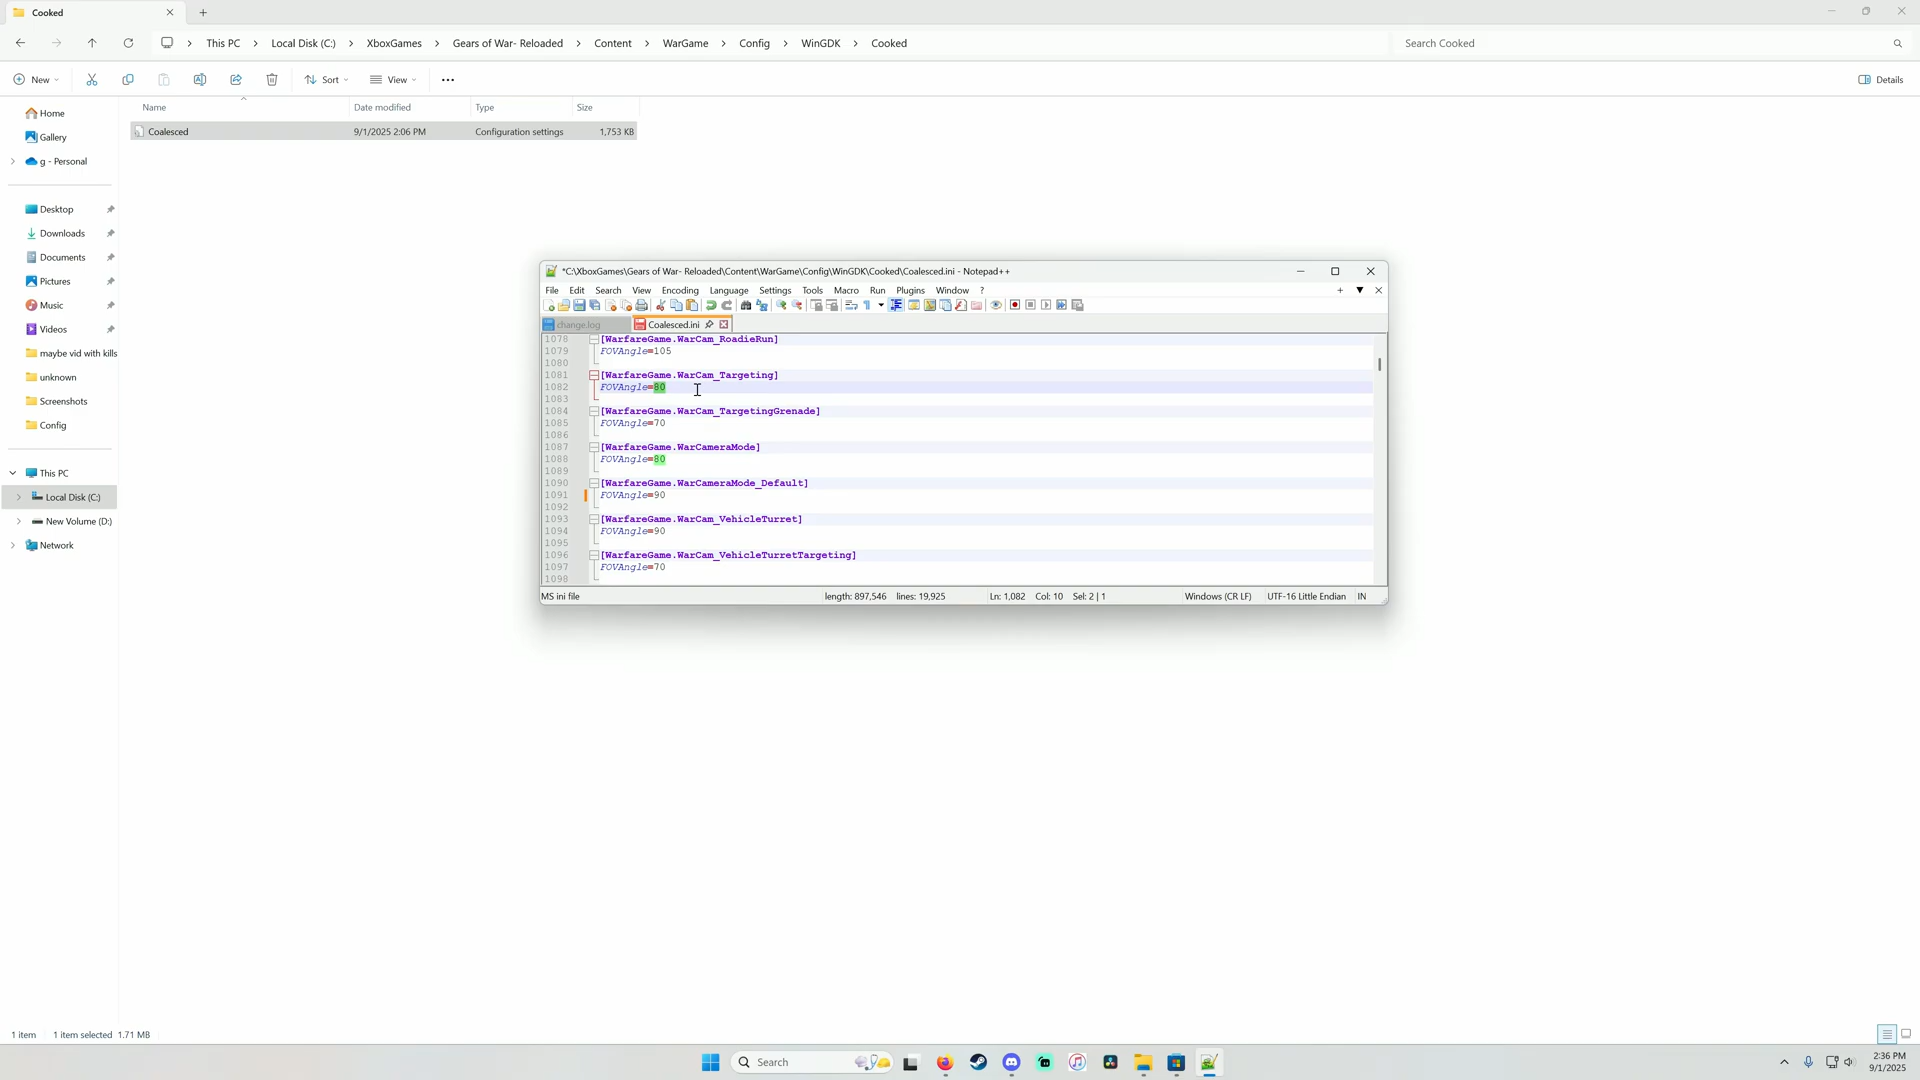 Cooked
This PC
Local Disk (C:)
XboxGames
Gears of War- Reloaded
Content
WarGame
Config
WinGDK
Cooked
Search Cooked
New
Sort
View
Details
Name
Date modified
Type
Size
Coalesced
9/1/2025 2:06 PM
Configuration settings
1,753 KB
Home
Gallery
g - Personal
Desktop
Downloads
Documents
Pictures
Music
Videos
maybe vid with kills
unknown
Screenshots
Config
This PC
Local Disk (C:)
New Volume (D:)
Network
*C:\XboxGames\Gears of War- Reloaded\Content\WarGame\Config\WinGDK\Cooked\Coalesced.ini - Notepad++
File Edit Search View Encoding Language Settings Tools Macro Run Plugins Window ?
change.log
Coalesced.ini
1078 [WarfareGame.WarCam_RoadieRun]
1079 FOVAngle=105
1080
1081 [WarfareGame.WarCam_Targeting]
1082 FOVAngle=80
1083
1084 [WarfareGame.WarCam_TargetingGrenade]
1085 FOVAngle=70
1086
1087 [WarfareGame.WarCameraMode]
1088 FOVAngle=80
1089
1090 [WarfareGame.WarCameraMode_Default]
1091 FOVAngle=90
1092
1093 [WarfareGame.WarCam_VehicleTurret]
1094 FOVAngle=90
1095
1096 [WarfareGame.WarCam_VehicleTurretTargeting]
1097 FOVAngle=70
1098
MS ini file
length: 897,546 lines: 19,925
Ln: 1,082 Col: 10 Sel: 2 | 1
Windows (CR LF)
UTF-16 Little Endian
IN
1 item
1 item selected 1.71 MB
Search
2:36 PM
9/1/2025